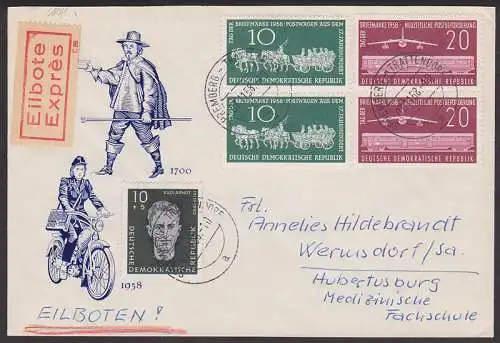 Eilbote
Exprès
1700
1958
TAG DER BRIEFMARKE 1958 · POSTWAGEN AUS DEM 17. JAHRHUNDERT
10
DEUTSCHE DEMOKRATISCHE REPUBLIK
TAG DER BRIEFMARKE 1958 · NEUZEITLICHE POSTBEFÖRDERUNG
20
DEUTSCHE DEMOKRATISCHE REPUBLIK
TAG DER BRIEFMARKE 1958 · POSTWAGEN AUS DEM 17. JAHRHUNDERT
10
DEUTSCHE DEMOKRATISCHE REPUBLIK
TAG DER BRIEFMARKE 1958 · NEUZEITLICHE POSTBEFÖRDERUNG
20
DEUTSCHE DEMOKRATISCHE REPUBLIK
10
+5
DEUTSCHE
DEMOKRATISCHE
REPUBLIK
a
Frl.
Annelies Hildebrandt
Wermsdorf/Sa.
Hubertusburg
Medizinische
Fachschule
EILBOTEN!